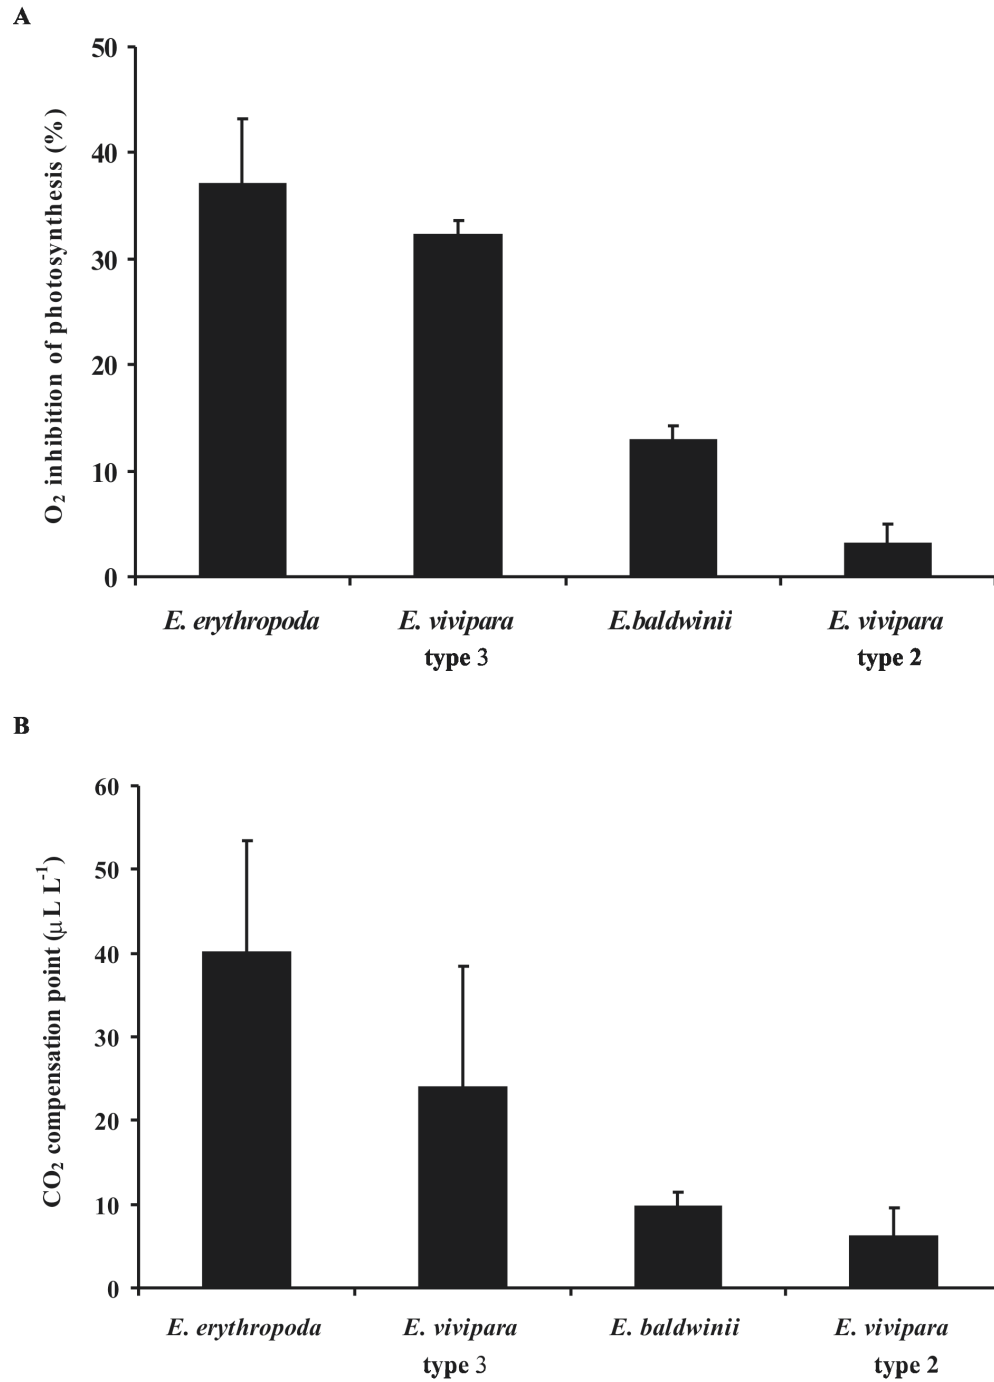 A
50
40
30
20
10
0
O₂ inhibition of photosynthesis (%)
E. erythropoda
E. vivipara
type 3
E.baldwinii
E. vivipara
type 2
B
60
50
40
30
20
10
0
CO₂ compensation point (µL L⁻¹)
E. erythropoda
E. vivipara
type 3
E. baldwinii
E. vivipara
type 2